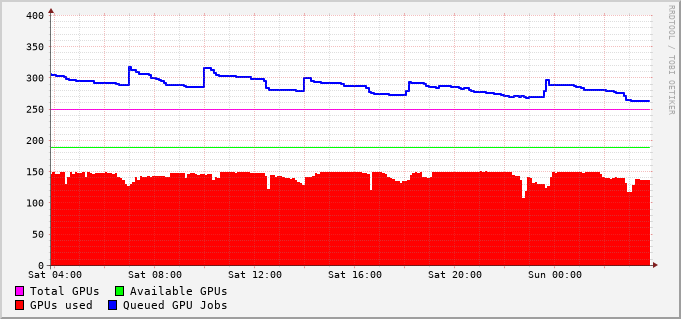 400
350
300
250
200
150
100
50
0
Sat 04:00 Sat 08:00 Sat 12:00 Sat 16:00 Sat 20:00 Sun 00:00
Total GPUs Available GPUs
GPUs used Queued GPU Jobs
RRDTOOL / TOBI OETIKER